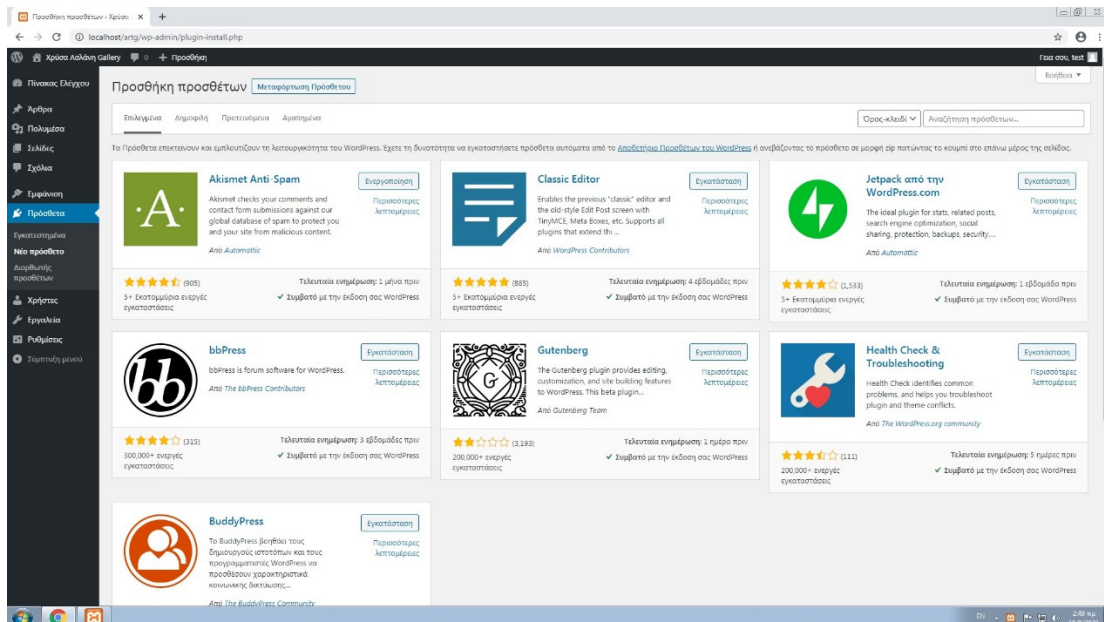 Προσθήκη προσθέτων ‹ Χρύσα
localhost/artg/wp-admin/plugin-install.php
Χρύσα Ασλάνη Gallery 0 + Προσθήκη
Γεια σου, test
Βοήθεια
Πίνακας Ελέγχου
Άρθρα
Πολυμέσα
Σελίδες
Σχόλια
Εμφάνιση
Πρόσθετα
Εγκατεστημένα
Νέο πρόσθετο
Διορθωτής
προσθέτων
Χρήστες
Εργαλεία
Ρυθμίσεις
Σύμπτυξη μενού
Προσθήκη προσθέτων
Μεταφόρτωση Πρόσθετου
Επιλεγμένα Δημοφιλή Προτεινόμενα Αγαπημένα
Όρος-κλειδί
Αναζήτηση πρόσθετων...
Τα Πρόσθετα επεκτείνουν και εμπλουτίζουν τη λειτουργικότητα του WordPress. Έχετε τη δυνατότητα να εγκαταστήσετε πρόσθετα αυτόματα από το Αποθετήριο Προσθέτων του WordPress ή ανεβάζοντας το πρόσθετο σε μορφή zip πατώντας το κουμπί στο επάνω μέρος της σελίδας.
·A·
Akismet Anti-Spam
Ενεργοποίηση
Περισσότερες
λεπτομέρειες
Akismet checks your comments and
contact form submissions against our
global database of spam to protect you
and your site from malicious content.
Από Automattic
(905)
5+ Εκατομμύρια ενεργές
εγκαταστάσεις
Τελευταία ενημέρωση: 1 μήνα πριν
Συμβατό με την έκδοση σας WordPress
Classic Editor
Εγκατάσταση
Περισσότερες
λεπτομέρειες
Enables the previous "classic" editor and
the old-style Edit Post screen with
TinyMCE, Meta Boxes, etc. Supports all
plugins that extend thi ...
Από WordPress Contributors
(885)
5+ Εκατομμύρια ενεργές
εγκαταστάσεις
Τελευταία ενημέρωση: 4 εβδομάδες πριν
Συμβατό με την έκδοση σας WordPress
Jetpack από την
WordPress.com
Εγκατάσταση
Περισσότερες
λεπτομέρειες
The ideal plugin for stats, related posts,
search engine optimization, social
sharing, protection, backups, security,...
Από Automattic
(1,533)
5+ Εκατομμύρια ενεργές
εγκαταστάσεις
Τελευταία ενημέρωση: 1 εβδομάδα πριν
Συμβατό με την έκδοση σας WordPress
bb
bbPress
Εγκατάσταση
Περισσότερες
λεπτομέρειες
bbPress is forum software for WordPress.
Από The bbPress Contributors
(315)
300,000+ ενεργές
εγκαταστάσεις
Τελευταία ενημέρωση: 3 εβδομάδες πριν
Συμβατό με την έκδοση σας WordPress
G
Gutenberg
Εγκατάσταση
Περισσότερες
λεπτομέρειες
The Gutenberg plugin provides editing,
customization, and site building features
to WordPress. This beta plugin...
Από Gutenberg Team
(3,193)
200,000+ ενεργές
εγκαταστάσεις
Τελευταία ενημέρωση: 1 ημέρα πριν
Συμβατό με την έκδοση σας WordPress
Health Check &
Troubleshooting
Εγκατάσταση
Περισσότερες
λεπτομέρειες
Health Check identifies common
problems, and helps you troubleshoot
plugin and theme conflicts.
Από The WordPress.org community
(111)
200,000+ ενεργές
εγκαταστάσεις
Τελευταία ενημέρωση: 5 ημέρες πριν
Συμβατό με την έκδοση σας WordPress
BuddyPress
Εγκατάσταση
Περισσότερες
λεπτομέρειες
Το BuddyPress βοηθάει τους
δημιουργούς ιστοτόπων και τους
προγραμματιστές WordPress να
προσθέσουν χαρακτηριστικά
κοινωνικής δικτύωσης...
Από The BuddyPress Community
EN
2:49 πμ